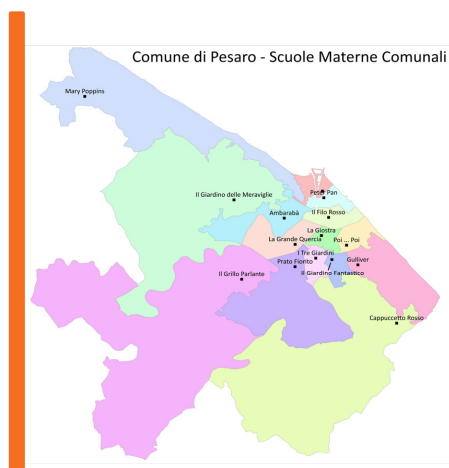 Comune di Pesaro - Scuole Materne Comunali
Mary Poppins
Peter Pan
Il Giardino delle Meraviglie
Ambarabà
Il Filo Rosso
La Giostra
La Grande Quercia
Poi ... Poi
I Tre Giardini
Prato Fiorito
Gulliver
Il Grillo Parlante
Il Giardino Fantastico
Cappuccetto Rosso